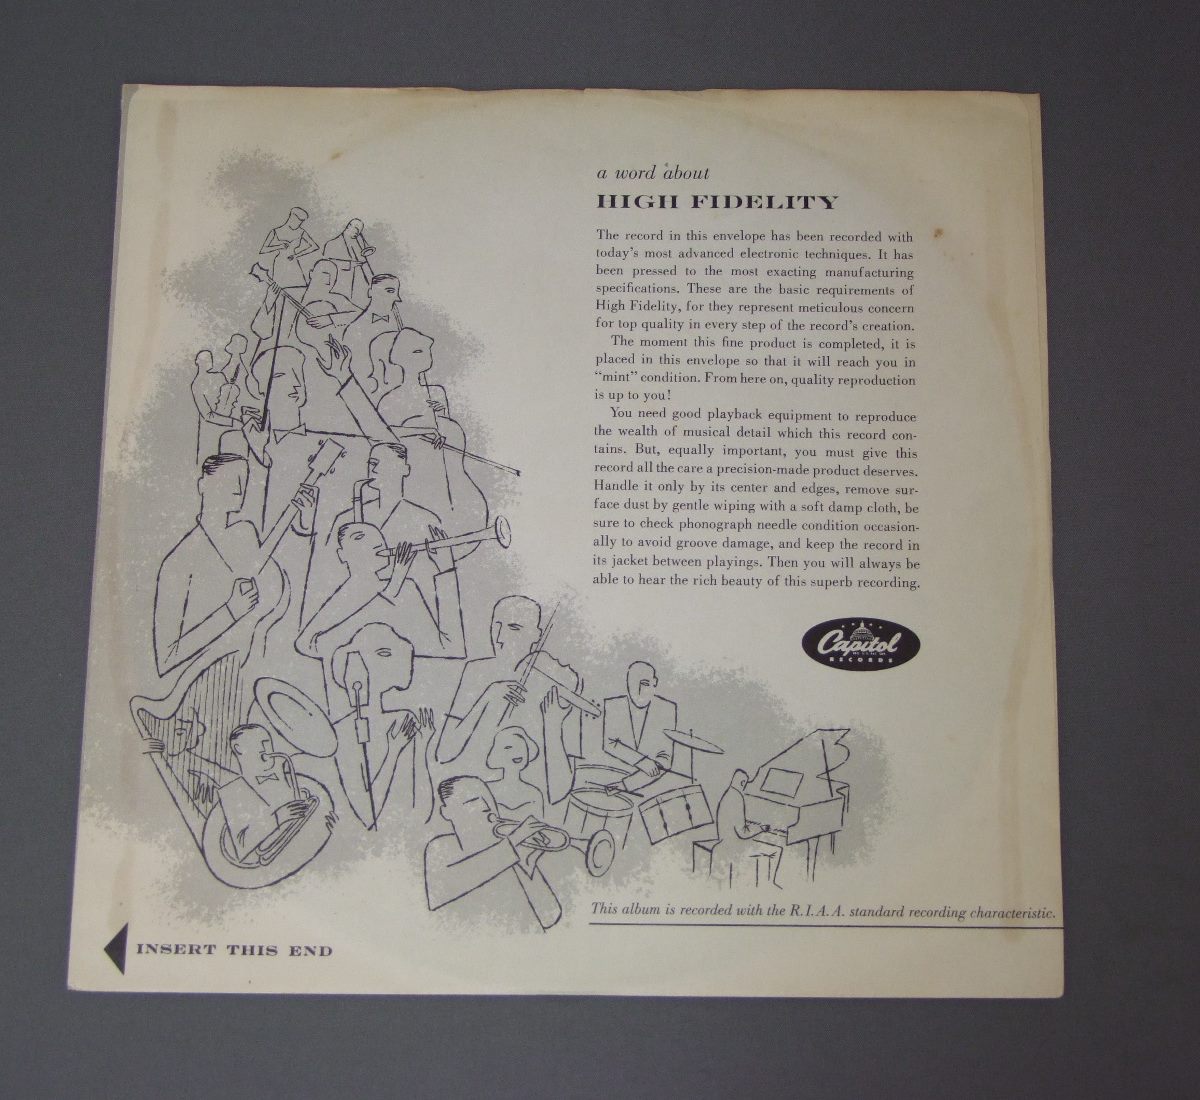 a word about
HIGH FIDELITY
The record in this envelope has been recorded with
today's most advanced electronic techniques. It has
been pressed to the most exacting manufacturing
specifications. These are the basic requirements of
High Fidelity, for they represent meticulous concern
for top quality in every step of the record's creation.
The moment this fine product is completed, it is
placed in this envelope so that it will reach you in
“mint” condition. From here on, quality reproduction
is up to you!
You need good playback equipment to reproduce
the wealth of musical detail which this record con-
tains. But, equally important, you must give this
record all the care a precision-made product deserves.
Handle it only by its center and edges, remove sur-
face dust by gentle wiping with a soft damp cloth, be
sure to check phonograph needle condition occasion-
ally to avoid groove damage, and keep the record in
its jacket between playings. Then you will always be
able to hear the rich beauty of this superb recording.
Capitol
RECORDS
This album is recorded with the R.I.A.A. standard recording characteristic.
INSERT THIS END